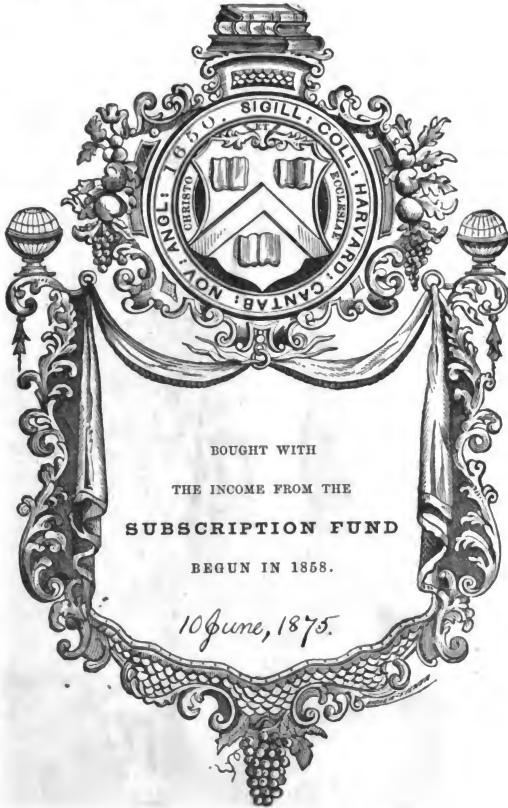 SIGILL: COLL: HARVARD: CANTAB: NOV: ANGL: 1650.
ET
CHRISTO
ECCLESIAE
BOUGHT WITH
THE INCOME FROM THE
SUBSCRIPTION FUND
BEGUN IN 1858.
10 June, 1875.